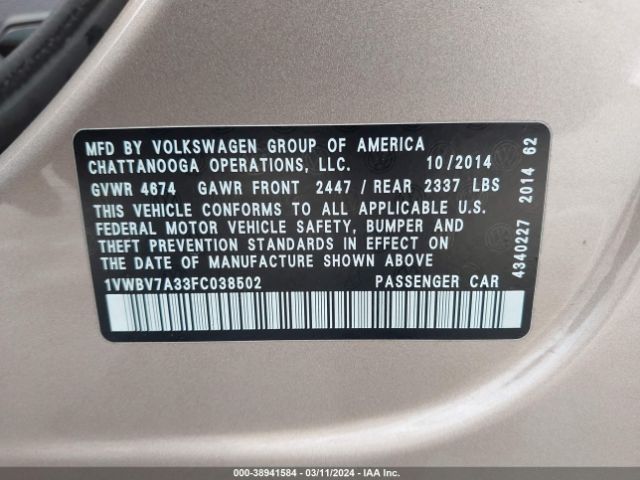 MFD BY VOLKSWAGEN GROUP OF AMERICA
CHATTANOOGA OPERATIONS, LLC. 10/2014
GVWR 4674 GAWR FRONT 2447 / REAR 2337 LBS
THIS VEHICLE CONFORMS TO ALL APPLICABLE U.S.
FEDERAL MOTOR VEHICLE SAFETY, BUMPER AND
THEFT PREVENTION STANDARDS IN EFFECT ON
THE DATE OF MANUFACTURE SHOWN ABOVE
1VWBV7A33FC038502 PASSENGER CAR
4340227 2014 62
000-38941584 / 03/11/2024 - IAA Inc.